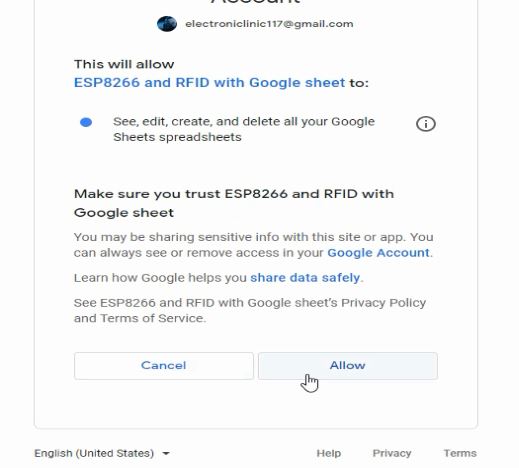 Account
electroniclinic117@gmail.com
This will allow
ESP8266 and RFID with Google sheet to:
See, edit, create, and delete all your Google
Sheets spreadsheets
Make sure you trust ESP8266 and RFID with
Google sheet
You may be sharing sensitive info with this site or app. You
can always see or remove access in your Google Account.
Learn how Google helps you share data safely.
See ESP8266 and RFID with Google sheet's Privacy Policy
and Terms of Service.
Cancel
Allow
English (United States)
Help Privacy Terms